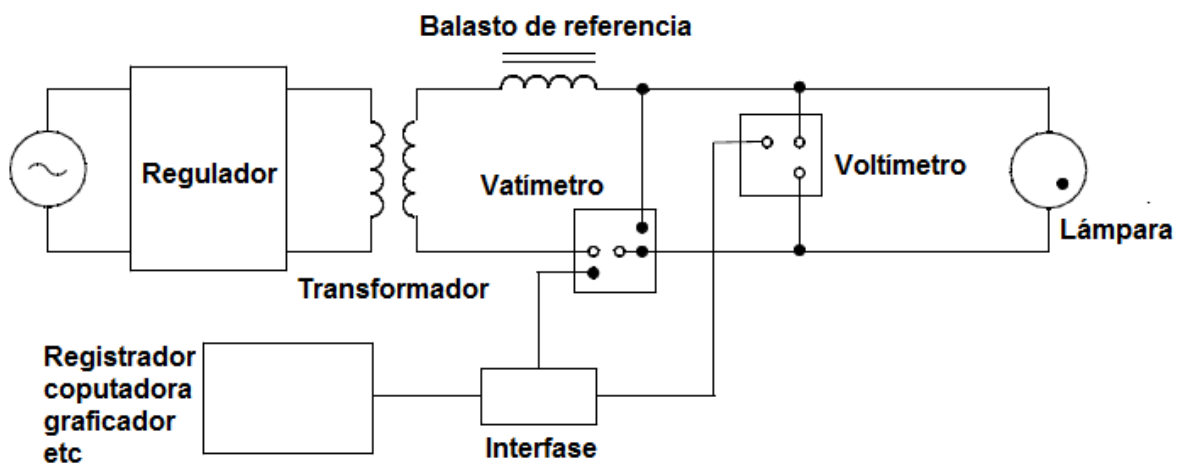 Balasto de referencia
Regulador
Vatímetro
Voltímetro
Lámpara
Transformador
Registrador
coputadora
graficador
etc
Interfase